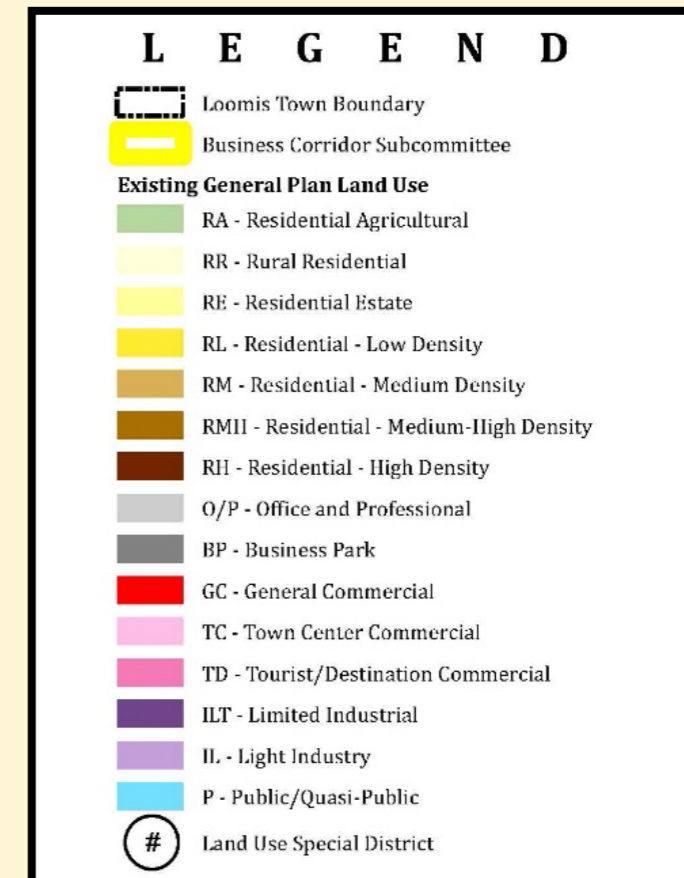 L E G E N D
Loomis Town Boundary
Business Corridor Subcommittee
Existing General Plan Land Use
RA - Residential Agricultural
RR - Rural Residential
RE - Residential Estate
RL - Residential - Low Density
RM - Residential - Medium Density
RMH - Residential - Medium-High Density
RH - Residential - High Density
O/P - Office and Professional
BP - Business Park
GC - General Commercial
TC - Town Center Commercial
TD - Tourist/Destination Commercial
ILT - Limited Industrial
IL - Light Industry
P - Public/Quasi-Public
# Land Use Special District